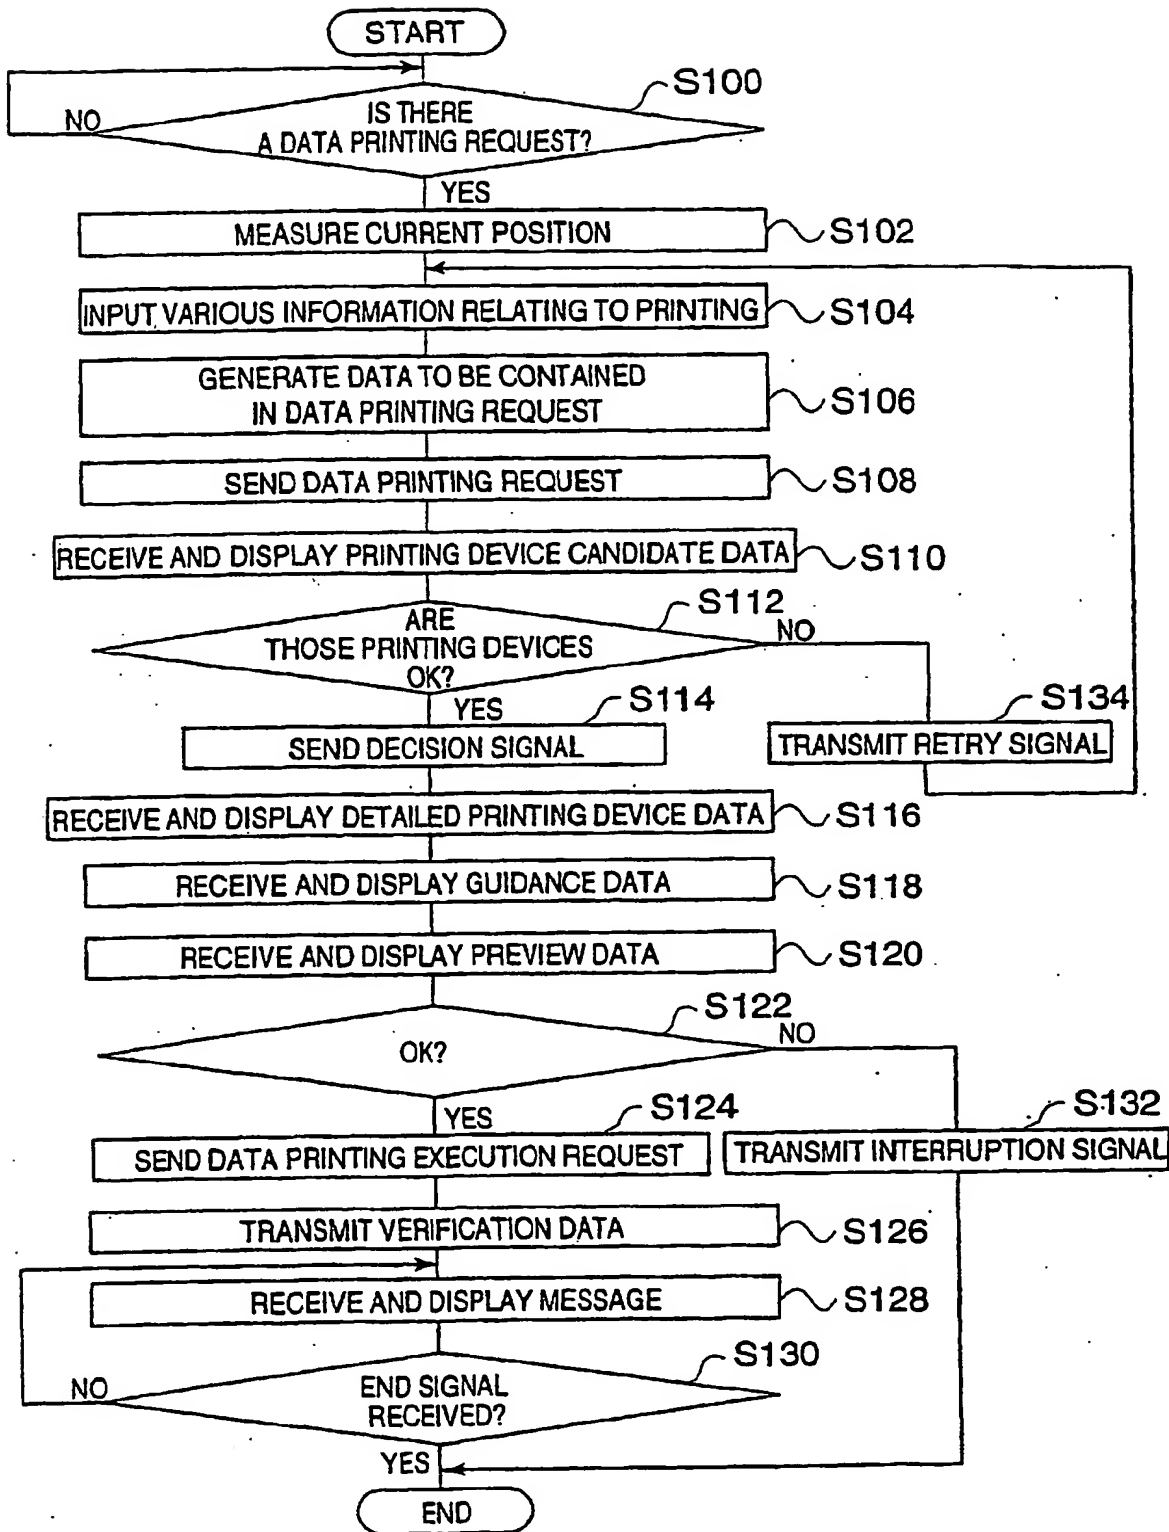 START
S100
NO
IS THERE
A DATA PRINTING REQUEST?
YES
MEASURE CURRENT POSITION
S102
INPUT VARIOUS INFORMATION RELATING TO PRINTING
S104
GENERATE DATA TO BE CONTAINED
IN DATA PRINTING REQUEST
S106
SEND DATA PRINTING REQUEST
S108
RECEIVE AND DISPLAY PRINTING DEVICE CANDIDATE DATA
S110
S112
ARE
THOSE PRINTING DEVICES
OK?
NO
YES
S114
S134
SEND DECISION SIGNAL
TRANSMIT RETRY SIGNAL
RECEIVE AND DISPLAY DETAILED PRINTING DEVICE DATA
S116
RECEIVE AND DISPLAY GUIDANCE DATA
S118
RECEIVE AND DISPLAY PREVIEW DATA
S120
S122
OK?
NO
YES
S124
S132
SEND DATA PRINTING EXECUTION REQUEST
TRANSMIT INTERRUPTION SIGNAL
TRANSMIT VERIFICATION DATA
S126
RECEIVE AND DISPLAY MESSAGE
S128
S130
NO
END SIGNAL
RECEIVED?
YES
END